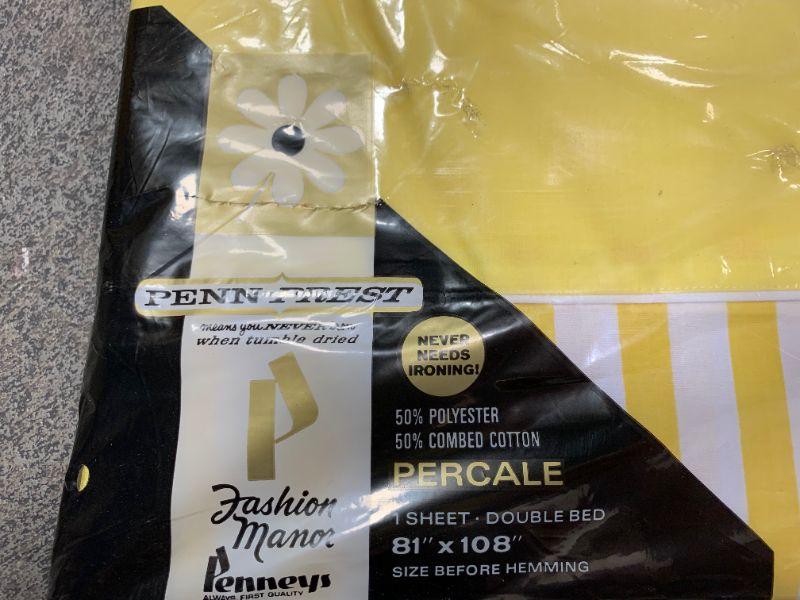 PENN-PREST
means you NEVER iron
when tumble dried
NEVER
NEEDS
IRONING!
50% POLYESTER
50% COMBED COTTON
PERCALE
1 SHEET · DOUBLE BED
81" x 108"
SIZE BEFORE HEMMING
Fashion
Manor
Penneys
ALWAYS FIRST QUALITY